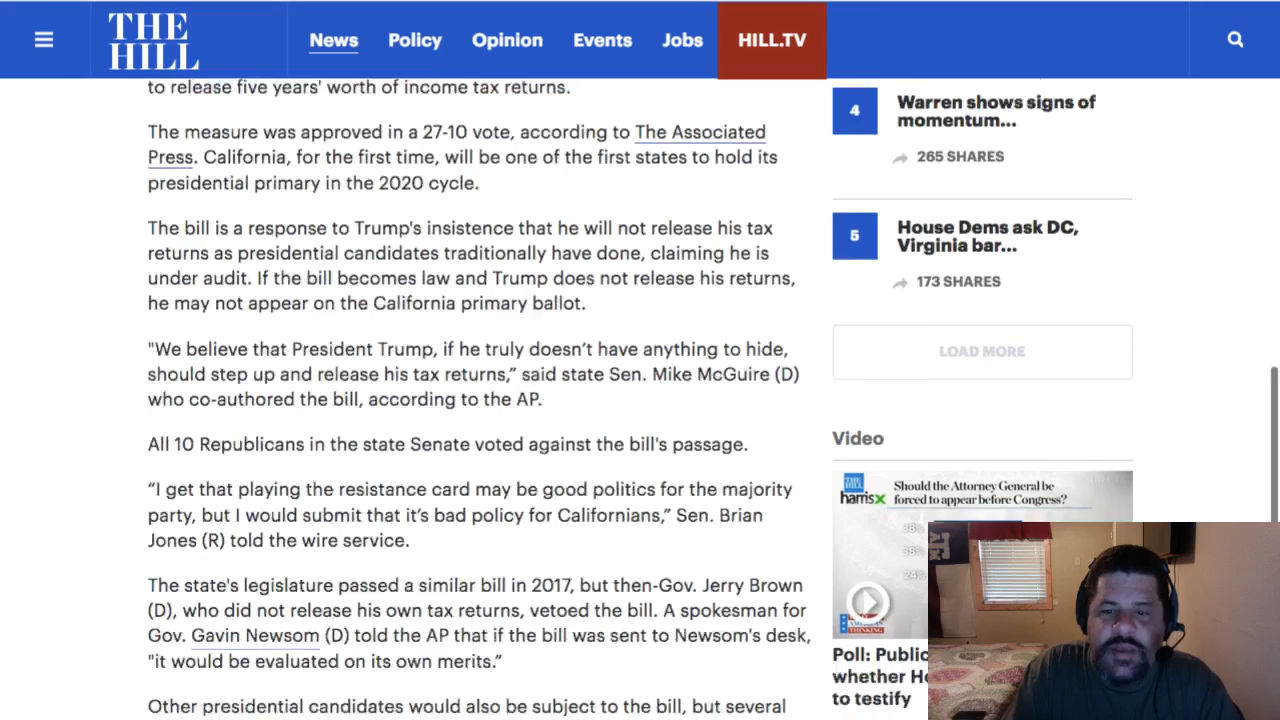 THE
HILL
News Policy Opinion Events Jobs HILL.TV
to release five years' worth of income tax returns.
The measure was approved in a 27-10 vote, according to The Associated
Press. California, for the first time, will be one of the first states to hold its
presidential primary in the 2020 cycle.
The bill is a response to Trump's insistence that he will not release his tax
returns as presidential candidates traditionally have done, claiming he is
under audit. If the bill becomes law and Trump does not release his returns,
he may not appear on the California primary ballot.
"We believe that President Trump, if he truly doesn’t have anything to hide,
should step up and release his tax returns,” said state Sen. Mike McGuire (D)
who co-authored the bill, according to the AP.
All 10 Republicans in the state Senate voted against the bill's passage.
“I get that playing the resistance card may be good politics for the majority
party, but I would submit that it’s bad policy for Californians,” Sen. Brian
Jones (R) told the wire service.
The state's legislature passed a similar bill in 2017, but then-Gov. Jerry Brown
(D), who did not release his own tax returns, vetoed the bill. A spokesman for
Gov. Gavin Newsom (D) told the AP that if the bill was sent to Newsom's desk,
"it would be evaluated on its own merits.”
Other presidential candidates would also be subject to the bill, but several
4
Warren shows signs of
momentum...
265 SHARES
5
House Dems ask DC,
Virginia bar...
173 SHARES
LOAD MORE
Video
THE
HILL
harrisx
Should the Attorney General be
forced to appear before Congress?
38%
38%
24%
THINKING
Poll: Public
whether
to testify